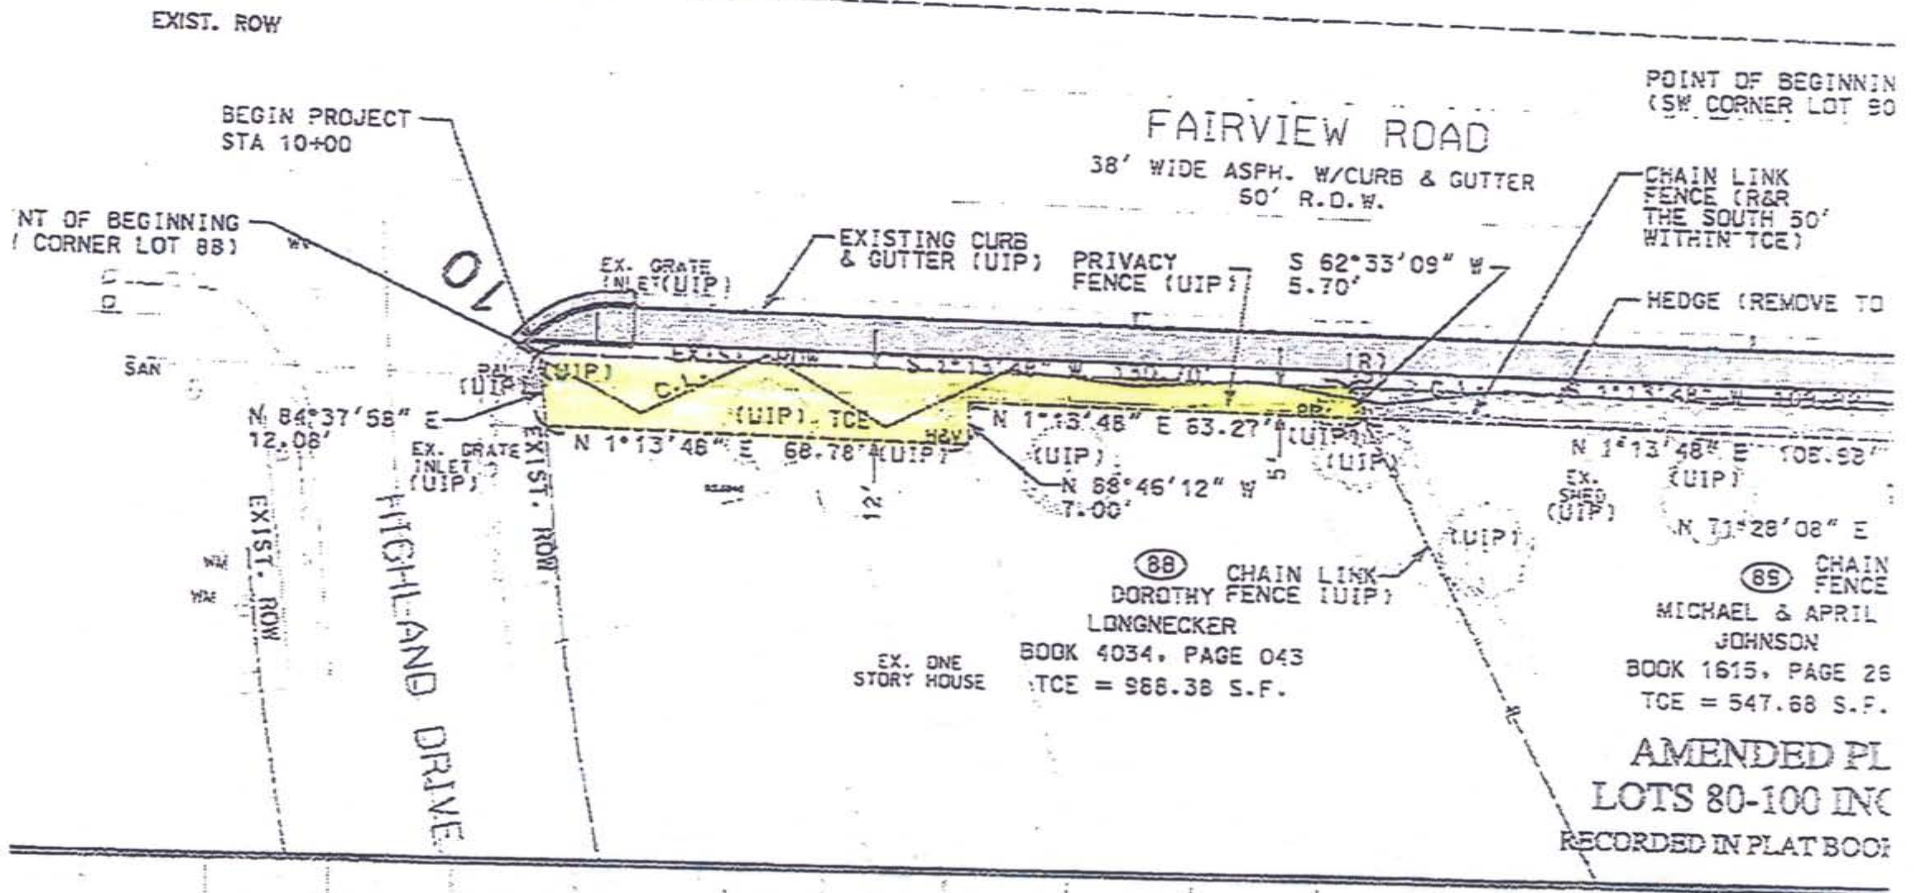 EXIST. ROW
BEGIN PROJECT
STA 10+00
NT OF BEGINNING
CORNER LOT 88)
10
POINT OF BEGINNIN
(SW CORNER LOT 90
FAIRVIEW ROAD
38' WIDE ASPH. W/CURB & GUTTER
50' R.O.W.
CHAIN LINK
FENCE (R&R
THE SOUTH 50'
WITHIN TCE)
EXISTING CURB
& GUTTER (UIP)
EX. GRATE
INLET (UIP)
PRIVACY
FENCE (UIP)
S 62°33'09" W
5.70'
HEDGE (REMOVE TO
SAN
(UIP)
(UIP)
C.L.
(R)
C.L.
N 84°37'58" E
12.08'
(UIP) TCE
EX. GRATE
INLET
(UIP)
N 1°13'48" E 68.78'
(UIP)
N 1°13'48" E 63.27'
(UIP)
(UIP)
(UIP)
N 1°13'48" E
N 88°46'12" W
7.00'
12'
5'
EX.
SHED
(UIP)
(UIP)
N 71°28'08" E
(UIP)
EXIST. ROW
EXIST. ROW
HIGHLAND DRIVE
88
DOROTHY
LONGNECKER
BOOK 4034, PAGE 043
TCE = 988.38 S.F.
CHAIN LINK
FENCE (UIP)
EX. ONE
STORY HOUSE
CHAIN
FENCE
MICHAEL & APRIL
JOHNSON
BOOK 1615, PAGE 26
TCE = 547.68 S.F.
AMENDED PL
LOTS 80-100 INC
RECORDED IN PLAT BOOK